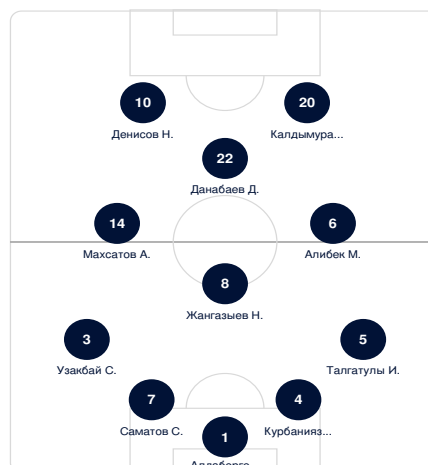 10
20
Денисов Н.
Калдымура...
22
Данабаев Д.
14
6
Махсатов А.
Алибек М.
8
Жангазыев Н.
3
5
Узакбай С.
Талгатулы И.
7
4
Саматов С.
Курбанияз...
1